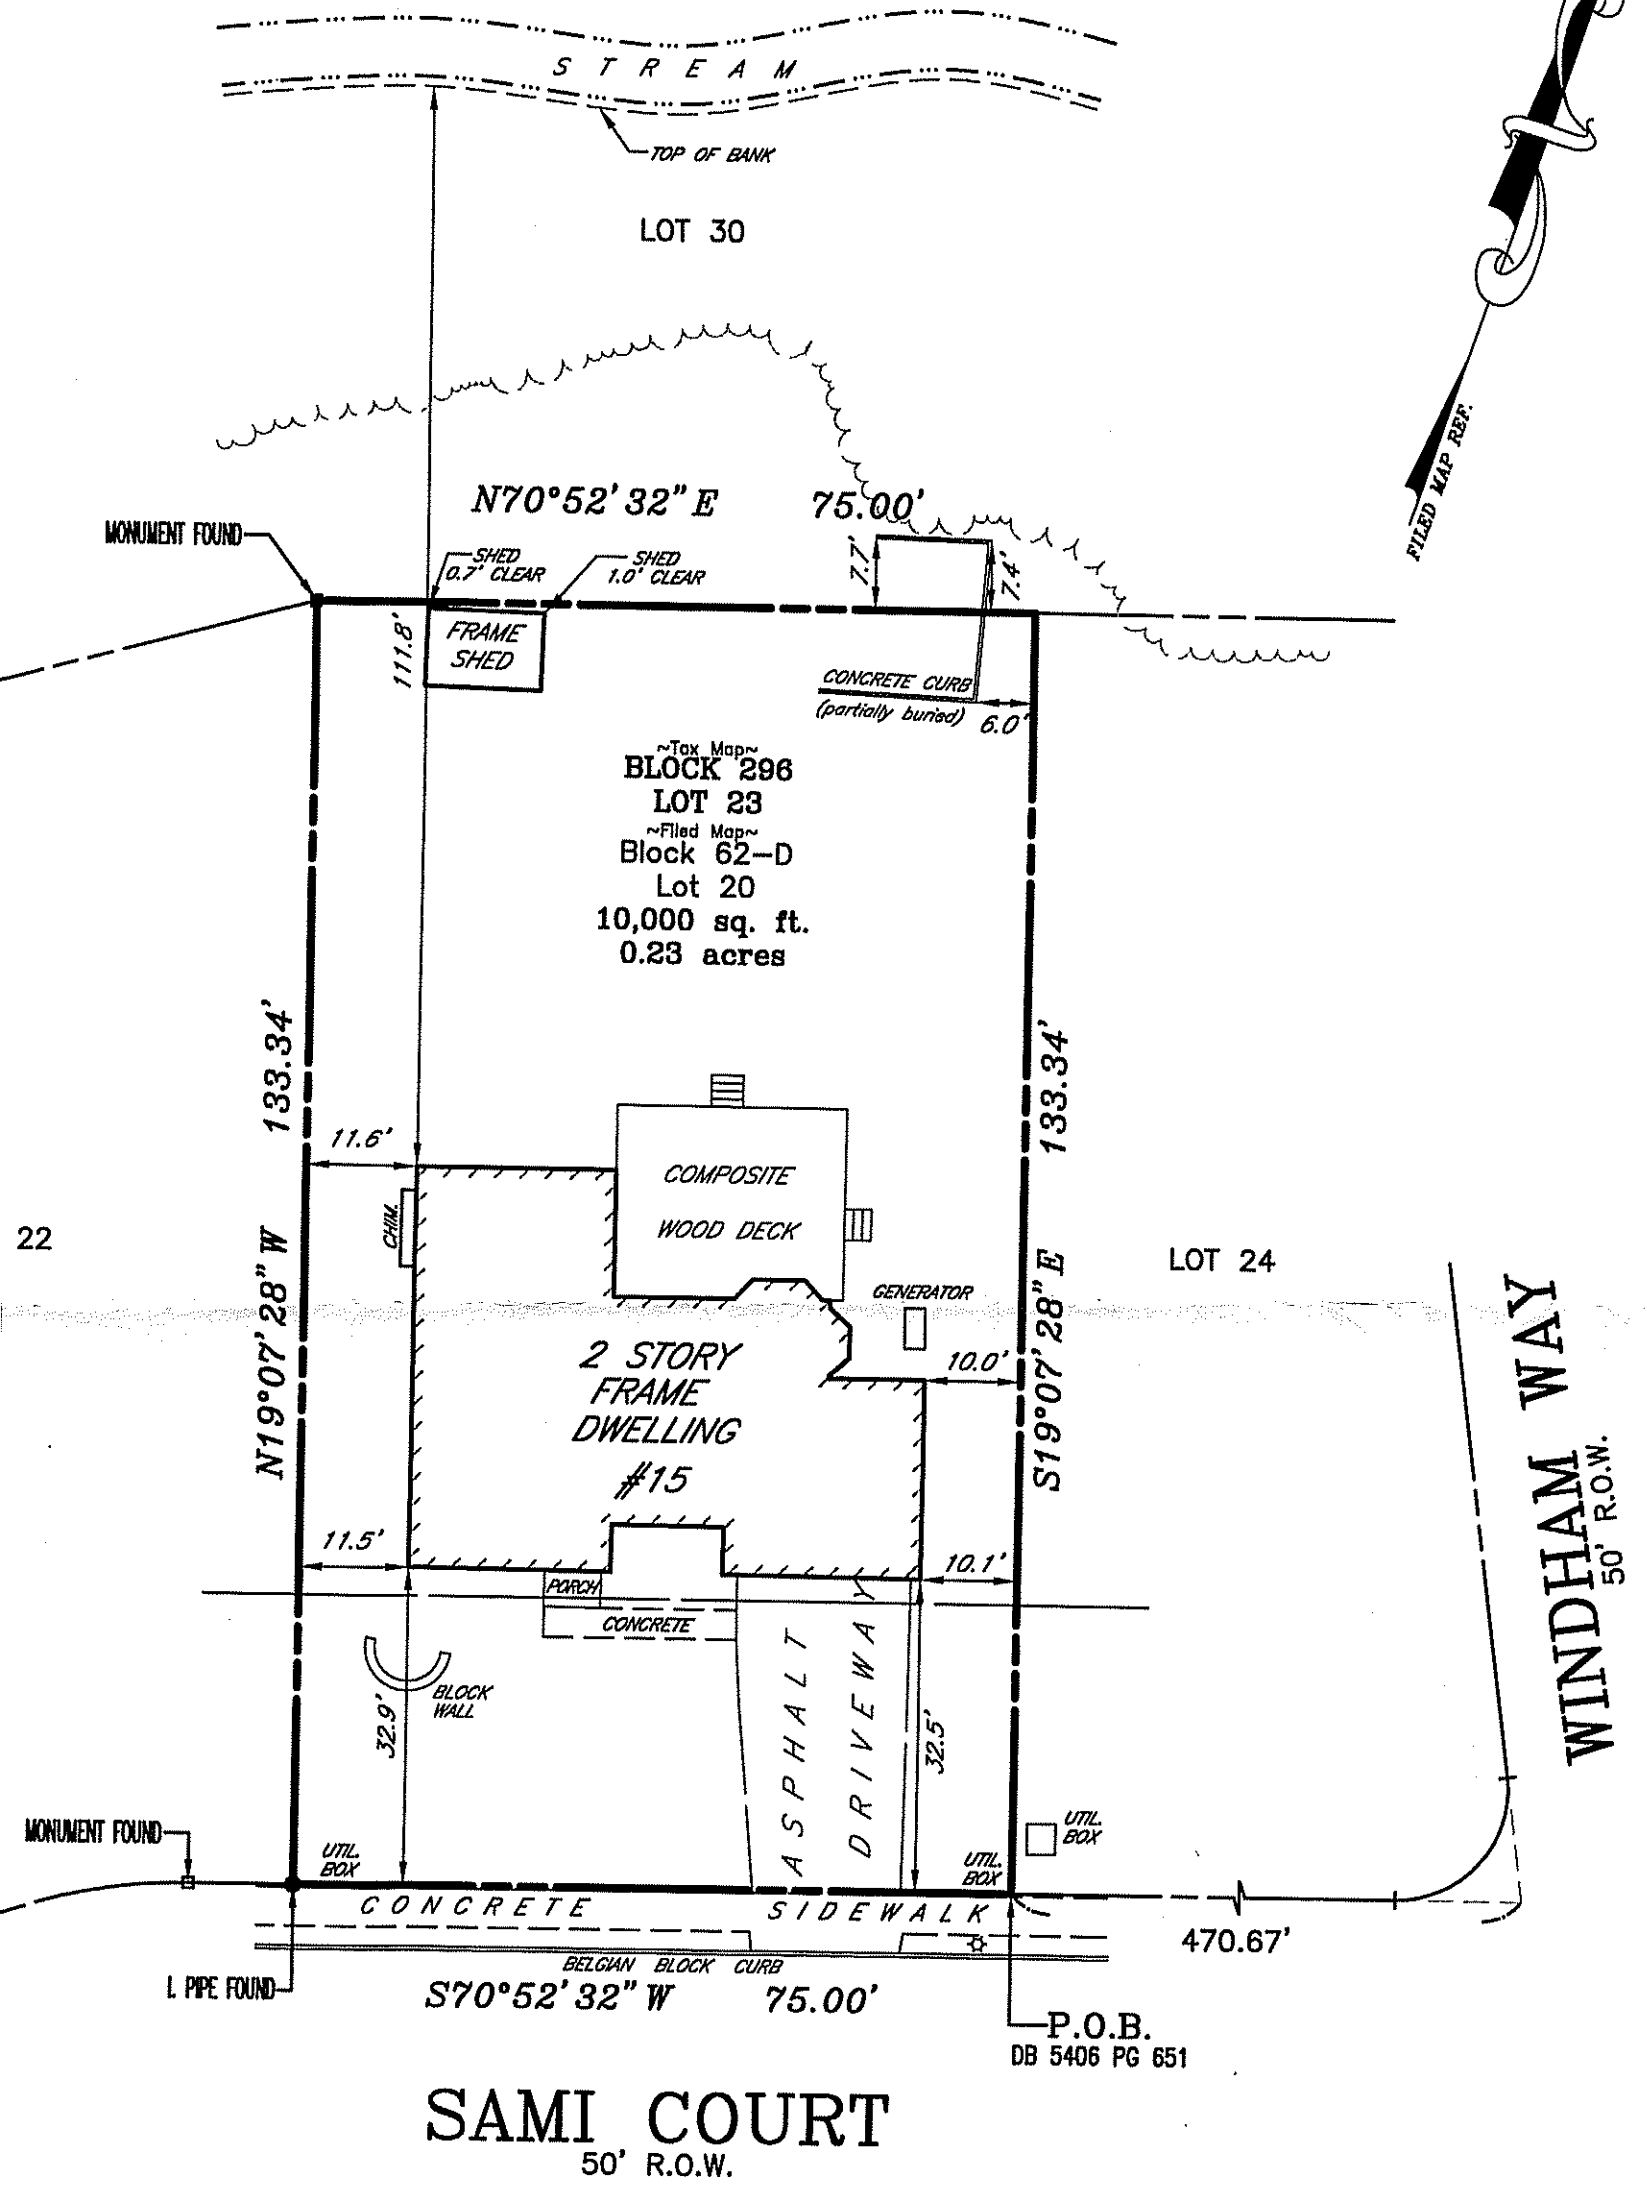 STREAM
TOP OF BANK
LOT 30
FILED MAP REF.
N70°52'32"E 75.00'
MONUMENT FOUND
SHED
0.7' CLEAR
SHED
1.0' CLEAR
7.7'
7.4'
111.8'
FRAME
SHED
CONCRETE CURB
(partially buried)
6.0'
~Tax Map~
BLOCK 296
LOT 23
~Filed Map~
Block 62-D
Lot 20
10,000 sq. ft.
0.23 acres
N19°07'28"W 133.34'
S19°07'28"E 133.34'
11.6'
COMPOSITE
WOOD DECK
CHIM.
22
LOT 24
GENERATOR
10.0'
2 STORY
FRAME
DWELLING
#15
WINDHAM WAY
50' R.O.W.
11.5'
10.1'
PORCH
CONCRETE
BLOCK
WALL
32.9'
ASPHALT
DRIVEWAY
32.5'
MONUMENT FOUND
UTIL.
BOX
UTIL.
BOX
UTIL.
BOX
CONCRETE SIDEWALK
470.67'
BELGIAN BLOCK CURB
I. PIPE FOUND
S70°52'32"W 75.00'
P.O.B.
DB 5406 PG 651
SAMI COURT
50' R.O.W.